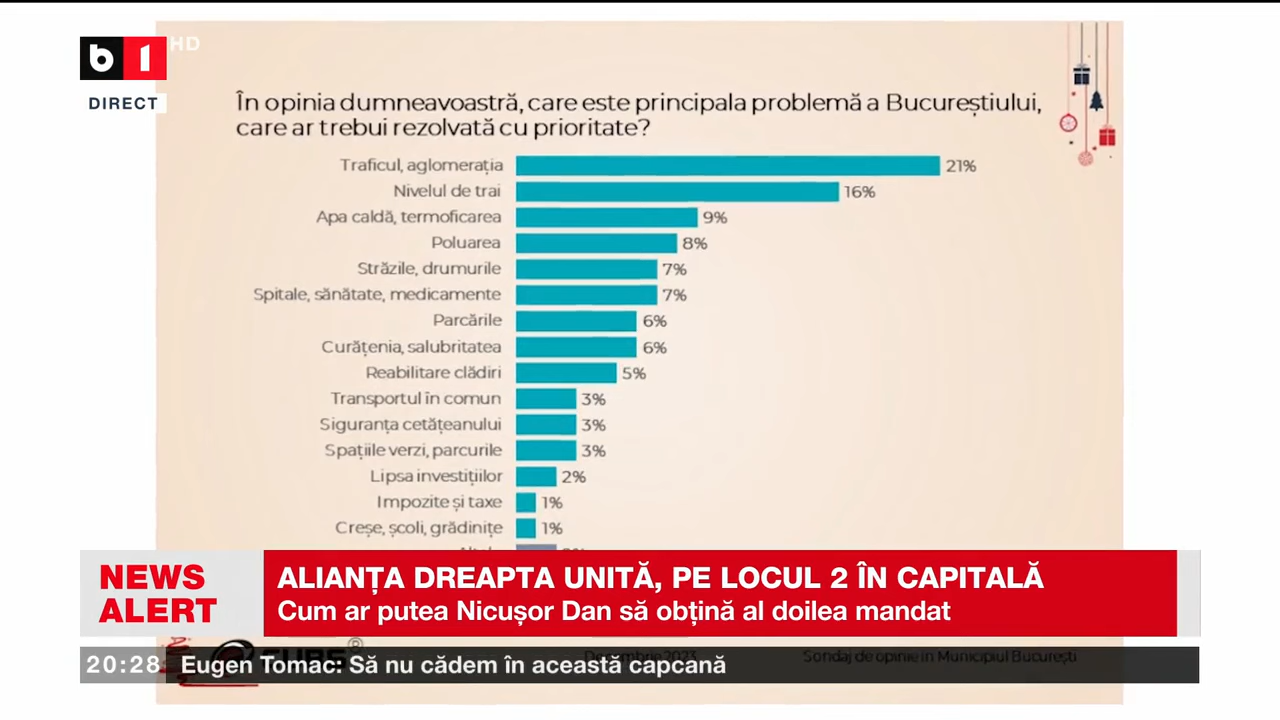 b1
HD
DIRECT
În opinia dumneavoastră, care este principala problemă a Bucureștiului,
care ar trebui rezolvată cu prioritate?
Traficul, aglomerația 21%
Nivelul de trai 16%
Apa caldă, termoficarea 9%
Poluarea 8%
Străzile, drumurile 7%
Spitale, sănătate, medicamente 7%
Parcările 6%
Curățenia, salubritatea 6%
Reabilitare clădiri 5%
Transportul în comun 3%
Siguranța cetățeanului 3%
Spațiile verzi, parcurile 3%
Lipsa investițiilor 2%
Impozite și taxe 1%
Creșe, școli, grădinițe 1%
NEWS
ALERT
ALIANȚA DREAPTA UNITĂ, PE LOCUL 2 ÎN CAPITALĂ
Cum ar putea Nicușor Dan să obțină al doilea mandat
Decembrie 2023
Sondaj de opinie in Municipiul București
20:28 Eugen Tomac: Să nu cădem în această capcană